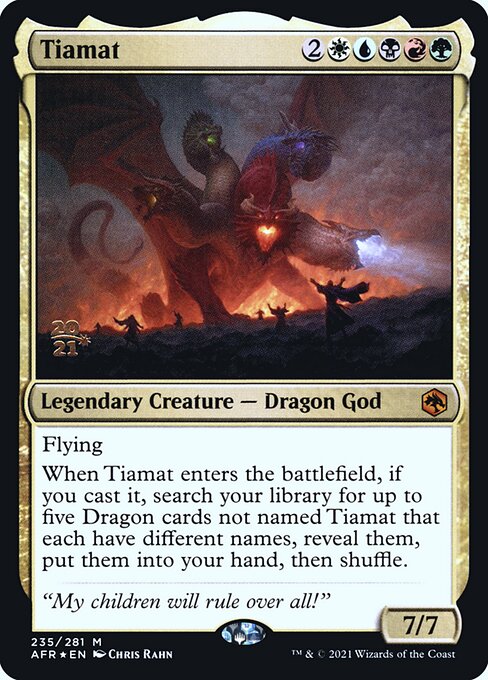 Tiamat
2
20
21
Legendary Creature — Dragon God
Flying
When Tiamat enters the battlefield, if
you cast it, search your library for up to
five Dragon cards not named Tiamat that
each have different names, reveal them,
put them into your hand, then shuffle.
“My children will rule over all!”
7/7
235/281 M
AFR★EN Chris Rahn
™ & © 2021 Wizards of the Coast